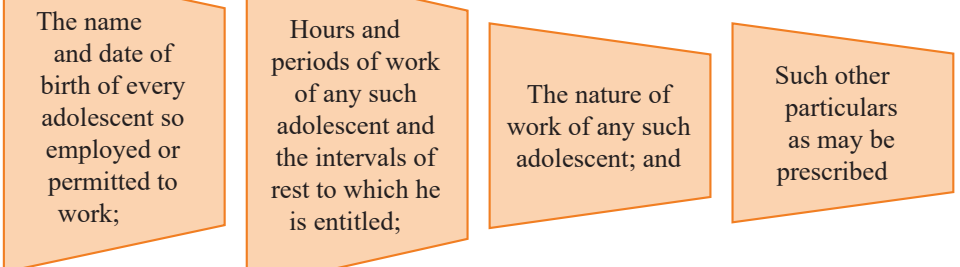 The name
and date of
birth of every
adolescent so
employed or
permitted to
work;
Hours and
periods of work
of any such
adolescent and
the intervals of
rest to which he
is entitled;
The nature of
work of any such
adolescent; and
Such other
particulars
as may be
prescribed